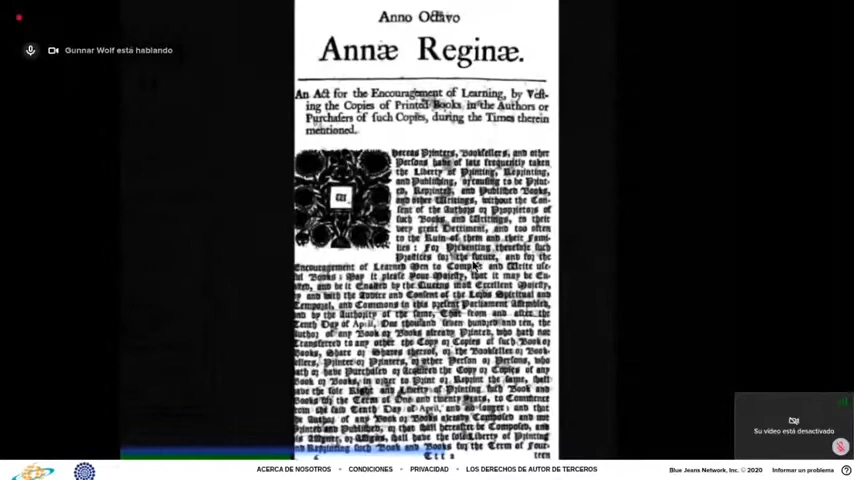 Anno Octavo
Annæ Reginæ.
An Act for the Encouragement of Learning, by Vest-
ing the Copies of Printed Books in the Authors or
Purchasers of such Copies, during the Times therein
mentioned.
Gunnar Wolf está hablando
W
hereas Printers, Booksellers, and other
Persons have of late frequently taken
the Liberty of Printing, Reprinting,
and Publishing, or causing to be Print-
ed, Reprinted, and Published Books,
and other Writings, without the Con-
sent of the Authors or Proprietors of
such Books and Writings, to their
very great Detriment, and too often
to the Ruin of them and their Fami-
lies: For Preventing therefore such
Practices for the future, and for the
Encouragement of Learned Men to Compose and Write use-
ful Books; May it please Your Majesty, that it may be En-
acted, and be it Enacted by the Queens most Excellent Majesty,
by and with the Advice and Consent of the Lords Spiritual and
Temporal, and Commons in this present Parliament Assembled,
and by the Authority of the same, That from and after the
Tenth Day of April, One thousand seven hundred and ten, the
Author of any Book or Books already Printed, who hath not
Transferred to any other the Copy or Copies of such Book or
Books, Share or Shares thereof, or the Bookseller or Book-
sellers, Printer or Printers, or other Person or Persons, who
hath or have Purchased or Acquired the Copy or Copies of any
Book or Books, in order to Print or Reprint the same, shall
have the sole Right and Liberty of Printing such Book and
Books for the Term of One and twenty Years, to Commence
from the said Tenth Day of April, and no longer; and that
the Author of any Book or Books already Composed and not
Printed and Published, or that shall hereafter be Composed, and
his Assignee, or Assigns, shall have the sole Liberty of Printing
and Reprinting such Book and Books for the Term of Four-
teen
Su vídeo está desactivado
ACERCA DE NOSOTROS • CONDICIONES • PRIVACIDAD • LOS DERECHOS DE AUTOR DE TERCEROS
Blue Jeans Network, Inc. © 2020
Informar un problema